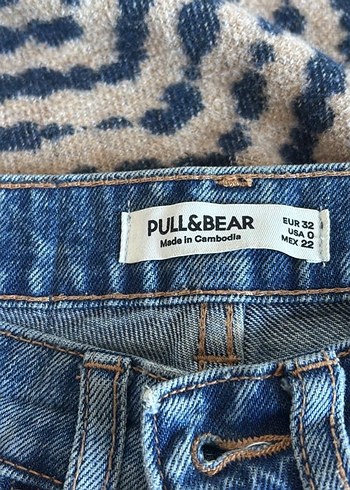 PULL&BEAR
Made in Cambodia
EUR 32
USA 0
MEX 22